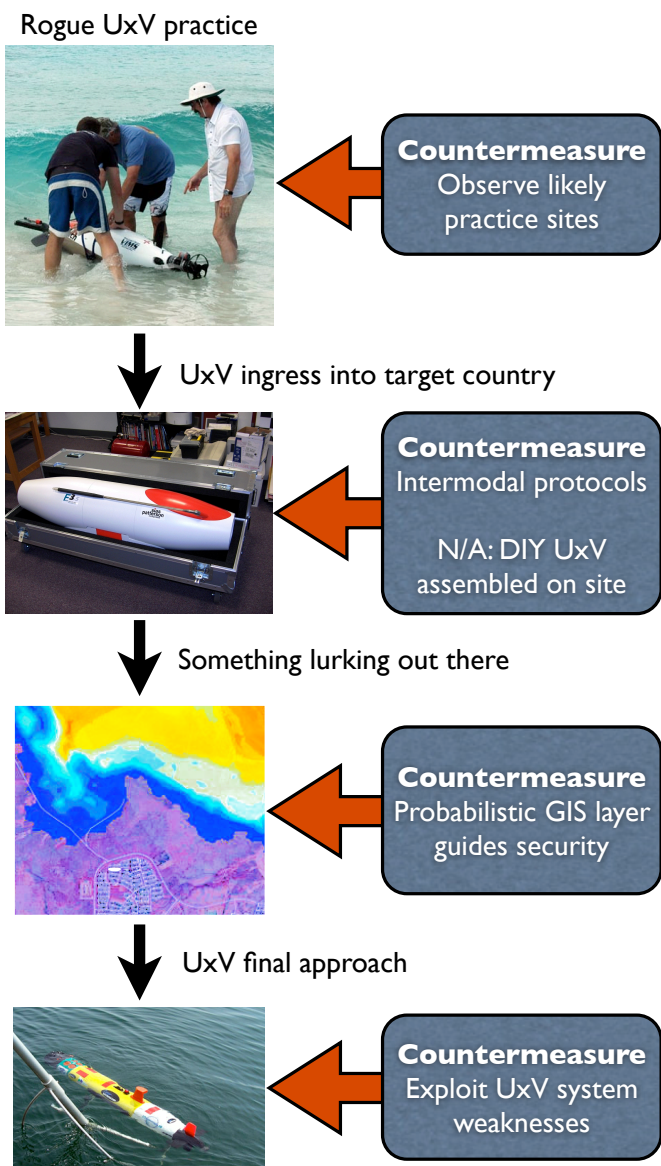 Rogue UxV practice
Countermeasure
Observe likely
practice sites
VIMS
UxV ingress into target country
Countermeasure
Intermodal protocols
N/A: DIY UxV
assembled on site
Something lurking out there
Countermeasure
Probabilistic GIS layer
guides security
UxV final approach
Countermeasure
Exploit UxV system
weaknesses